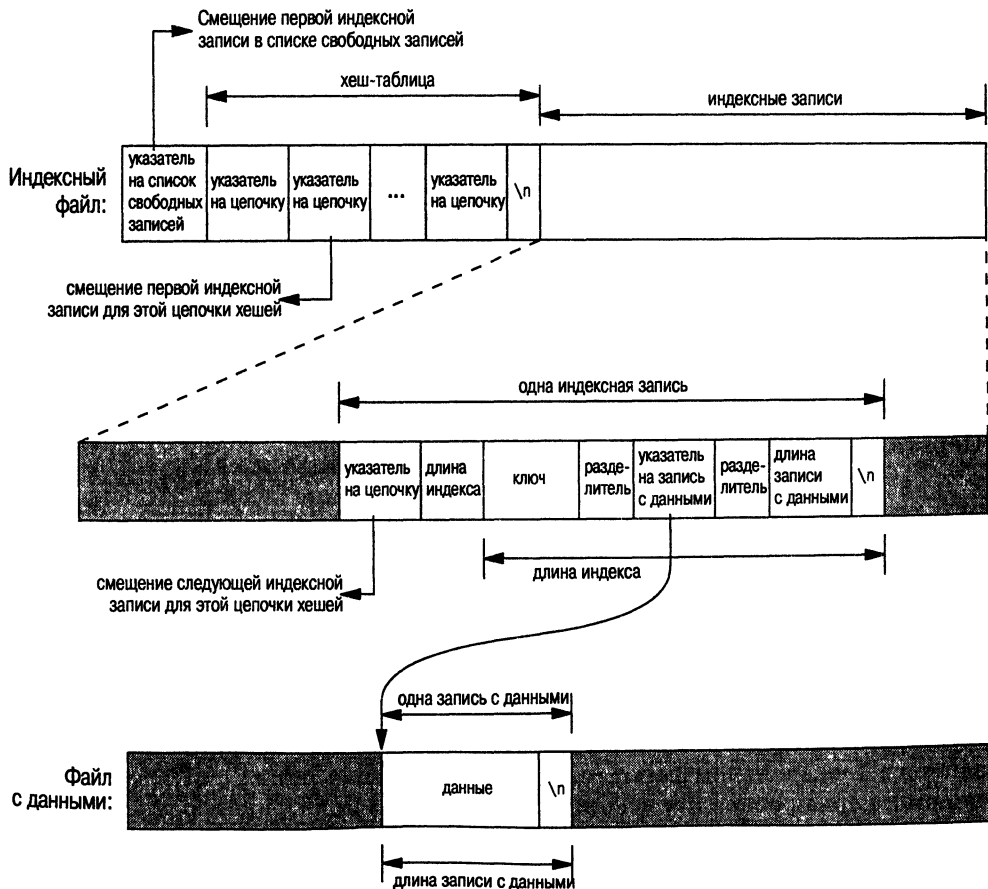 Смещение первой индексной
записи в списке свободных записей
хеш-таблица
индексные записи
Индексный
файл:
указатель
на список
свободных
записей
указатель
на цепочку
указатель
на цепочку
...
указатель
на цепочку
\n
смещение первой индексной
записи для этой цепочки хешей
одна индексная запись
указатель
на цепочку
длина
индекса
ключ
разде-
литель
указатель
на запись
с данными
разде-
литель
длина
записи
с данными
\n
длина индекса
смещение следующей индексной
записи для этой цепочки хешей
одна запись с данными
Файл
с данными:
данные
\n
длина записи с данными